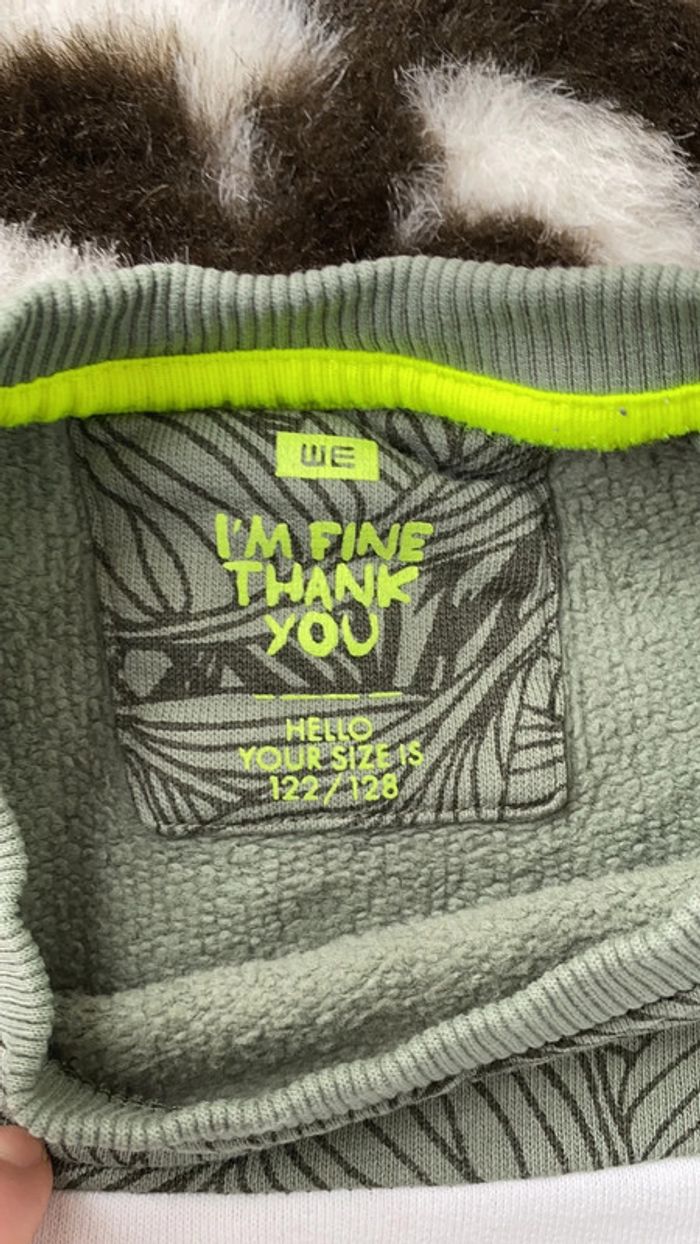 WE
I'M FINE
THANK
YOU
HELLO
YOUR SIZE IS
122/128